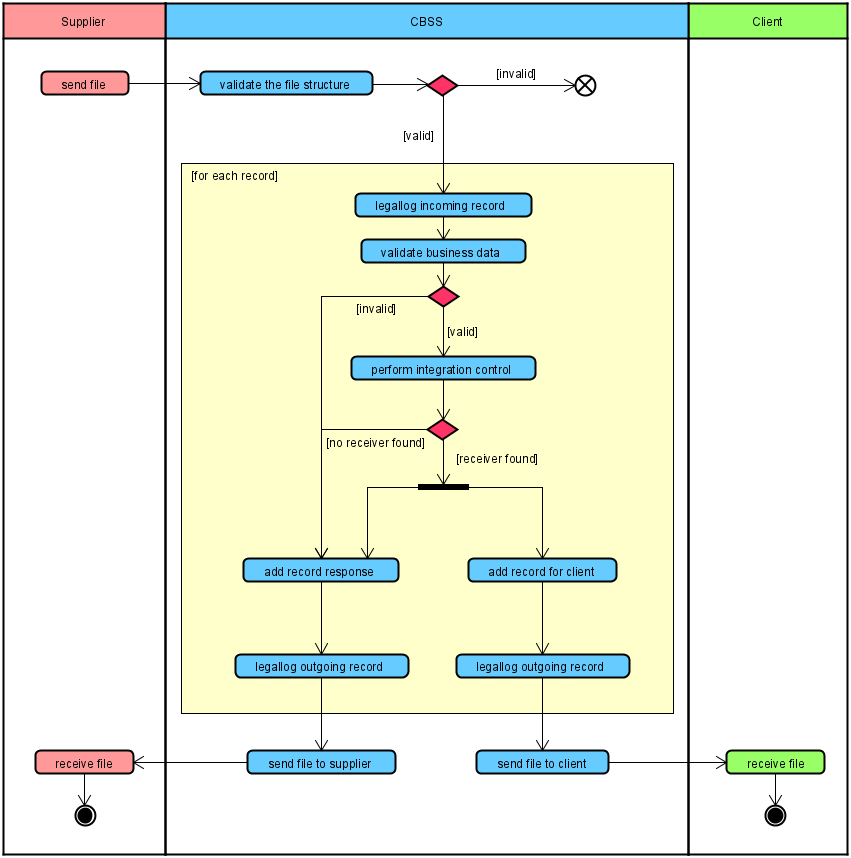 Supplier
CBSS
Client
send file
validate the file structure
[invalid]
[valid]
[for each record]
legallog incoming record
validate business data
[invalid]
[valid]
perform integration control
[no receiver found]
[receiver found]
add record response
add record for client
legallog outgoing record
legallog outgoing record
receive file
send file to supplier
send file to client
receive file